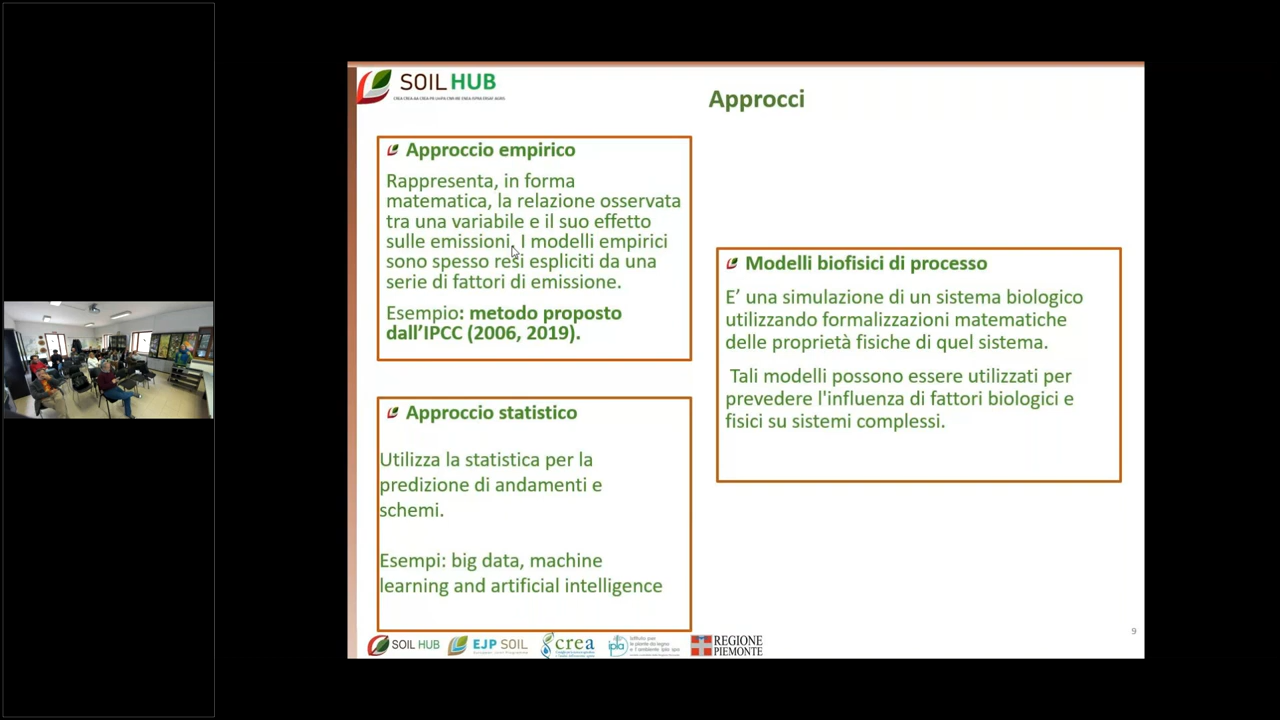 SOIL HUB
Approcci
Approccio empirico
Rappresenta, in forma
matematica, la relazione osservata
tra una variabile e il suo effetto
sulle emissioni. I modelli empirici
sono spesso resi espliciti da una
serie di fattori di emissione.
Esempio: metodo proposto
dall’IPCC (2006, 2019).
Approccio statistico
Utilizza la statistica per la
predizione di andamenti e
schemi.
Esempi: big data, machine
learning and artificial intelligence
Modelli biofisici di processo
E’ una simulazione di un sistema biologico
utilizzando formalizzazioni matematiche
delle proprietà fisiche di quel sistema.
Tali modelli possono essere utilizzati per
prevedere l'influenza di fattori biologici e
fisici su sistemi complessi.
9
SOIL HUB
EJP SOIL
crea
ipla
REGIONE
PIEMONTE